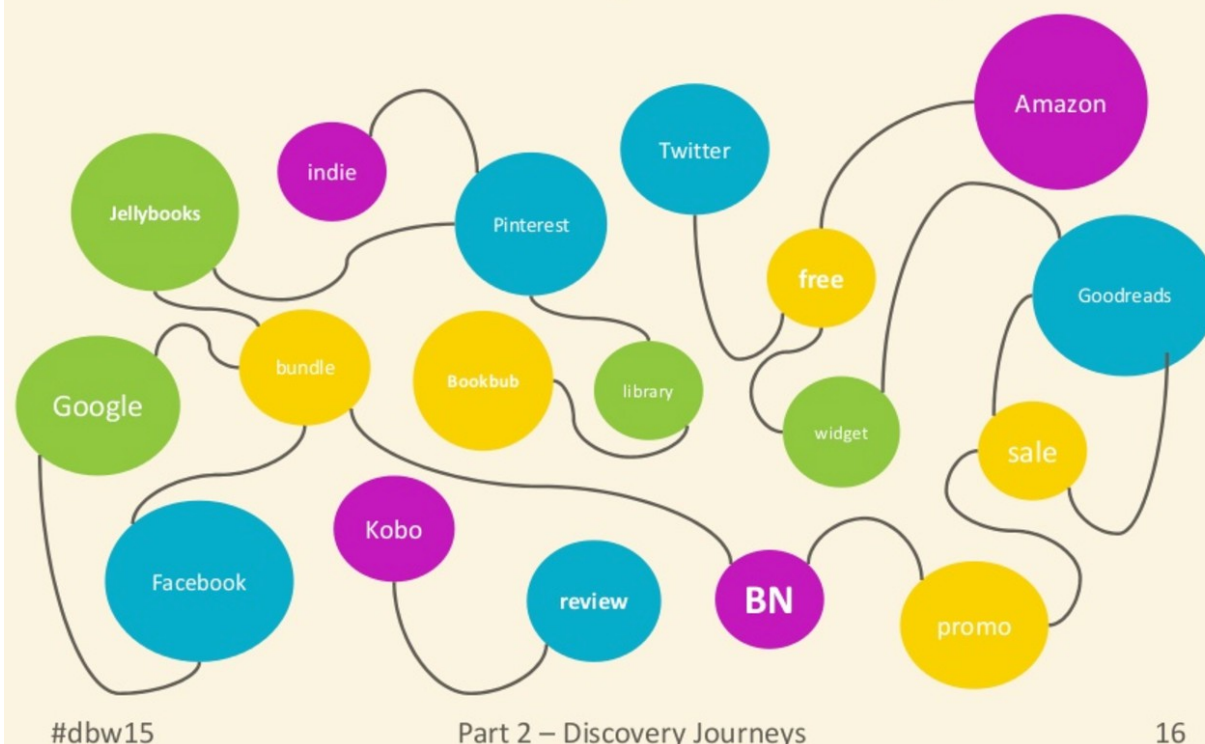 Amazon
Twitter
indie
Jellybooks
Pinterest
free
Goodreads
bundle
Bookbub
library
Google
widget
sale
Kobo
Facebook
review
BN
promo
#dbw15
Part 2 – Discovery Journeys
16